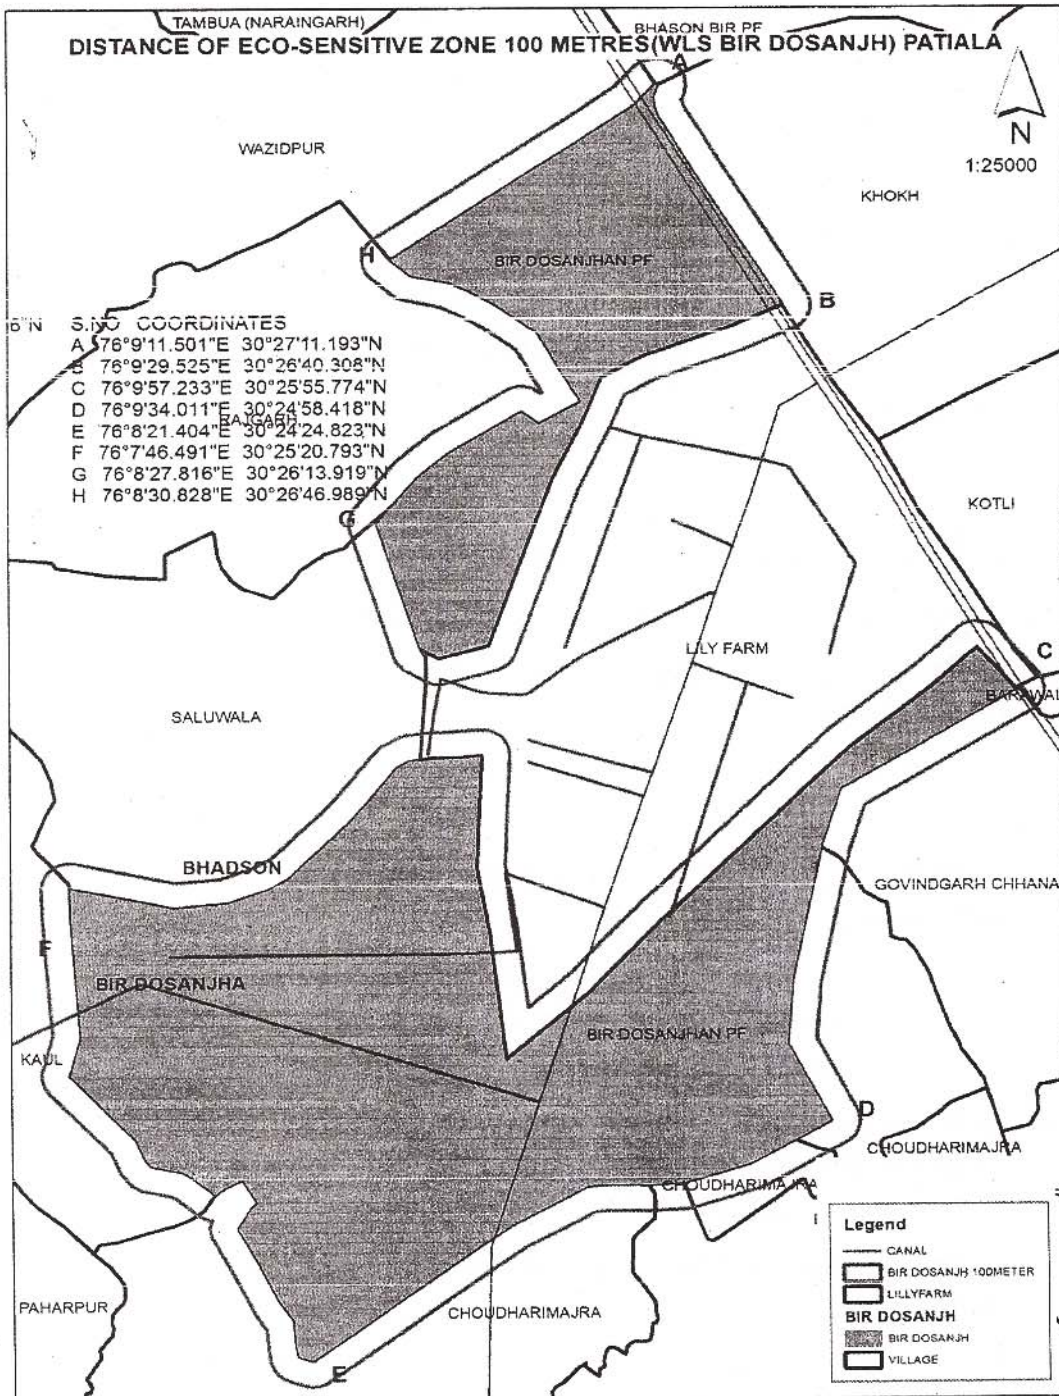 TAMBUA (NARAINGARH)
BHASON BIR PF
DISTANCE OF ECO-SENSITIVE ZONE 100 METRES(WLS BIR DOSANJH) PATIALA
A
N
1:25000
WAZIDPUR
KHOKH
H
BIR DOSANJHAN PF
B
6"N
S.NO COORDINATES
A 76°9'11.501"E 30°27'11.193"N
B 76°9'29.525"E 30°26'40.308"N
C 76°9'57.233"E 30°25'55.774"N
D 76°9'34.011"E 30°24'58.418"N
RAJGARH
E 76°8'21.404"E 30°24'24.823"N
F 76°7'46.491"E 30°25'20.793"N
G 76°8'27.816"E 30°26'13.919"N
H 76°8'30.828"E 30°26'46.989"N
KOTLI
G
LILY FARM
C
BARAWAL
SALUWALA
BHADSON
GOVINDGARH CHHANA
F
BIR DOSANJHA
BIR DOSANJHAN PF
KAUL
D
CHOUDHARIMAJRA
CHOUDHARIMAJRA
PAHARPUR
CHOUDHARIMAJRA
E
Legend
CANAL
BIR DOSANJH 100METER
LILLYFARM
BIR DOSANJH
BIR DOSANJH
VILLAGE